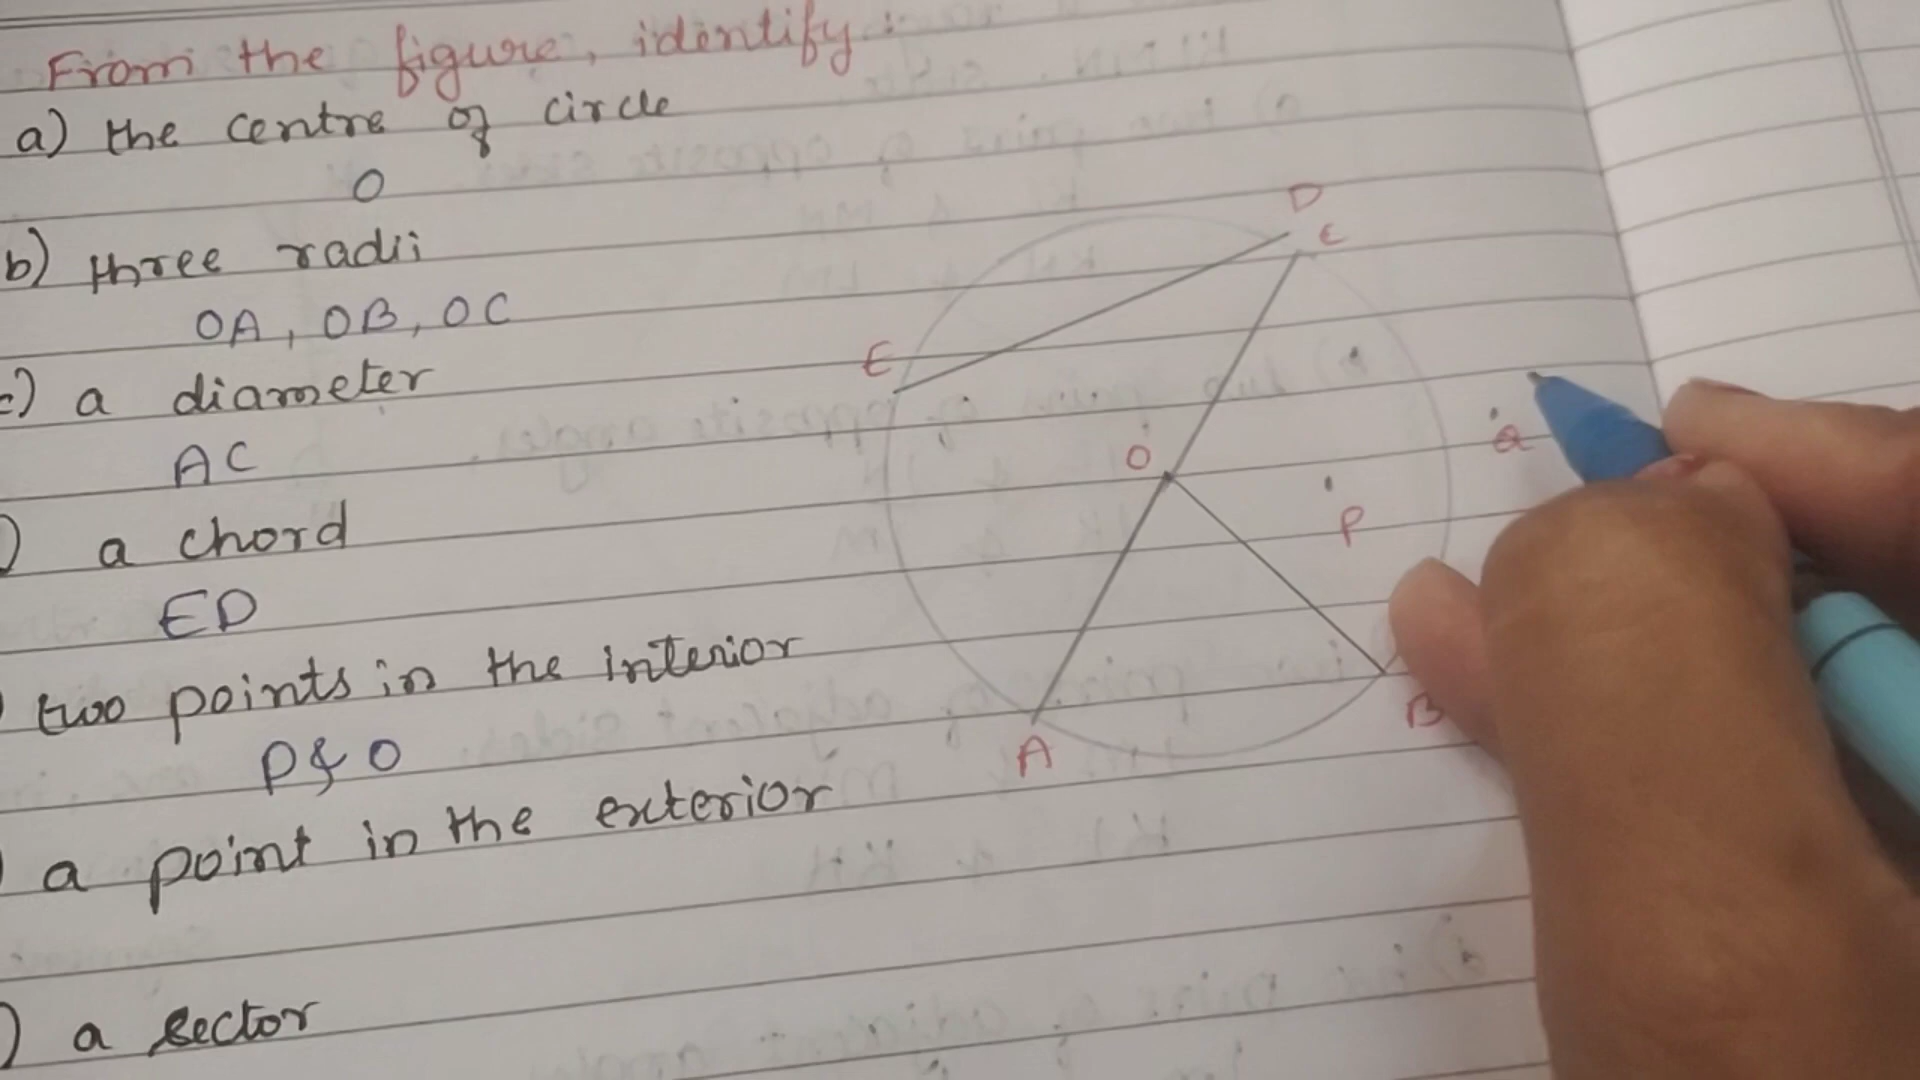 From the figure, identify :
a) the centre of circle
O
b) three radii
OA, OB, OC
c) a diameter
AC
) a chord
ED
) two points in the interior
P & O
) a point in the exterior
) a sector
D
C
E
O
Q
P
B
A